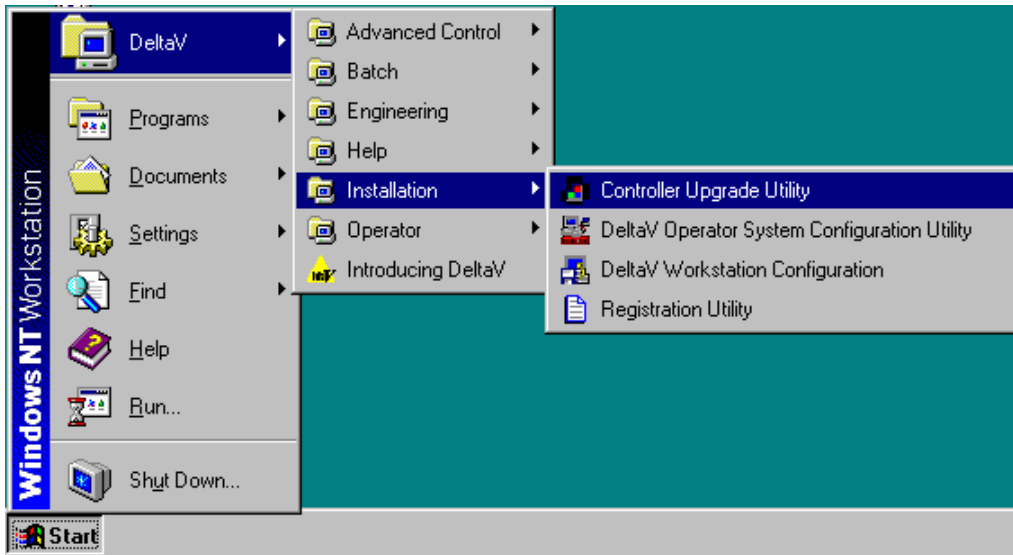 Windows NT Workstation
DeltaV
Programs
Documents
Settings
Find
Help
Run...
Shut Down...
Advanced Control
Batch
Engineering
Help
Installation
Operator
Introducing DeltaV
Controller Upgrade Utility
DeltaV Operator System Configuration Utility
DeltaV Workstation Configuration
Registration Utility
Start